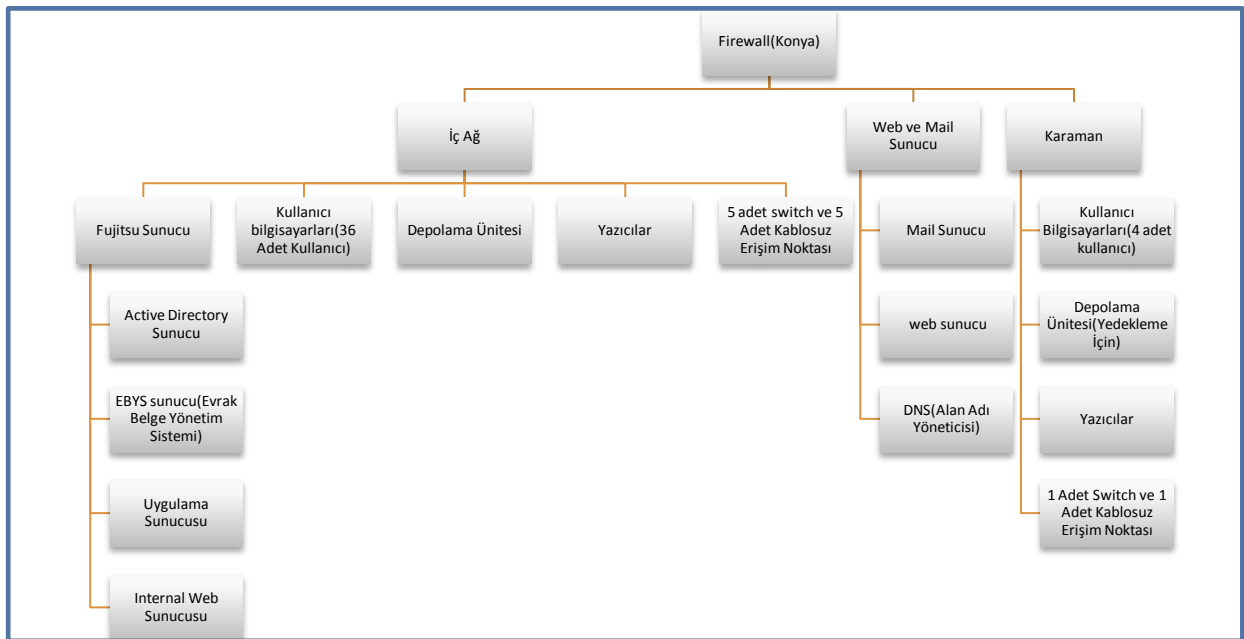 Firewall(Konya)
İç Ağ
Web ve Mail
Sunucu
Karaman
Fujitsu Sunucu
Kullanıcı
bilgisayarları(36
Adet Kullanıcı)
Depolama Ünitesi
Yazıcılar
5 adet switch ve 5
Adet Kablosuz
Erişim Noktası
Mail Sunucu
Kullanıcı
Bilgisayarları(4 adet
kullanıcı)
Active Directory
Sunucu
web sunucu
Depolama
Ünitesi(Yedekleme
İçin)
EBYS sunucu(Evrak
Belge Yönetim
Sistemi)
DNS(Alan Adı
Yöneticisi)
Yazıcılar
Uygulama
Sunucusu
1 Adet Switch ve 1
Adet Kablosuz
Erişim Noktası
Internal Web
Sunucusu